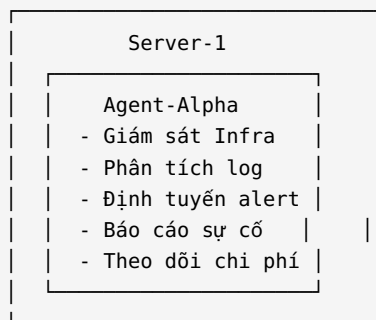 Server-1
Agent-Alpha
- Giám sát Infra
- Phân tích log
- Định tuyến alert
- Báo cáo sự cố
- Theo dõi chi phí